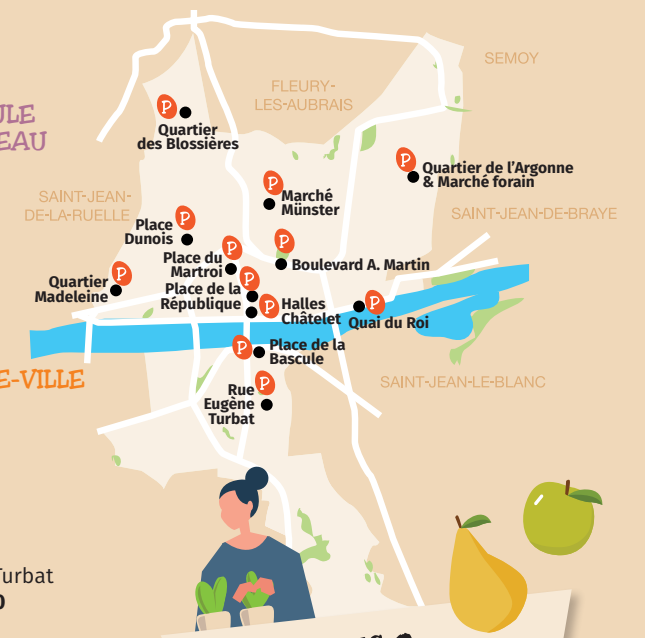 SEMOY
FLEURY-
LES-AUBRAIS
P
Quartier
des Blossières
P
Quartier de l'Argonne
& Marché forain
P
Marché
Münster
SAINT-JEAN-
DE-LA-RUELLE
SAINT-JEAN-DE-BRAYE
P
Place
Dunois
P
Place du
Martroi
P
Boulevard A. Martin
P
Quartier
Madeleine
P
Place de la
République
P
Halles
Châtelet
P
Quai du Roi
P
Place de la
Bascule
E-VILLE
SAINT-JEAN-LE-BLANC
P
Rue
Eugène
Turbat
Turbat